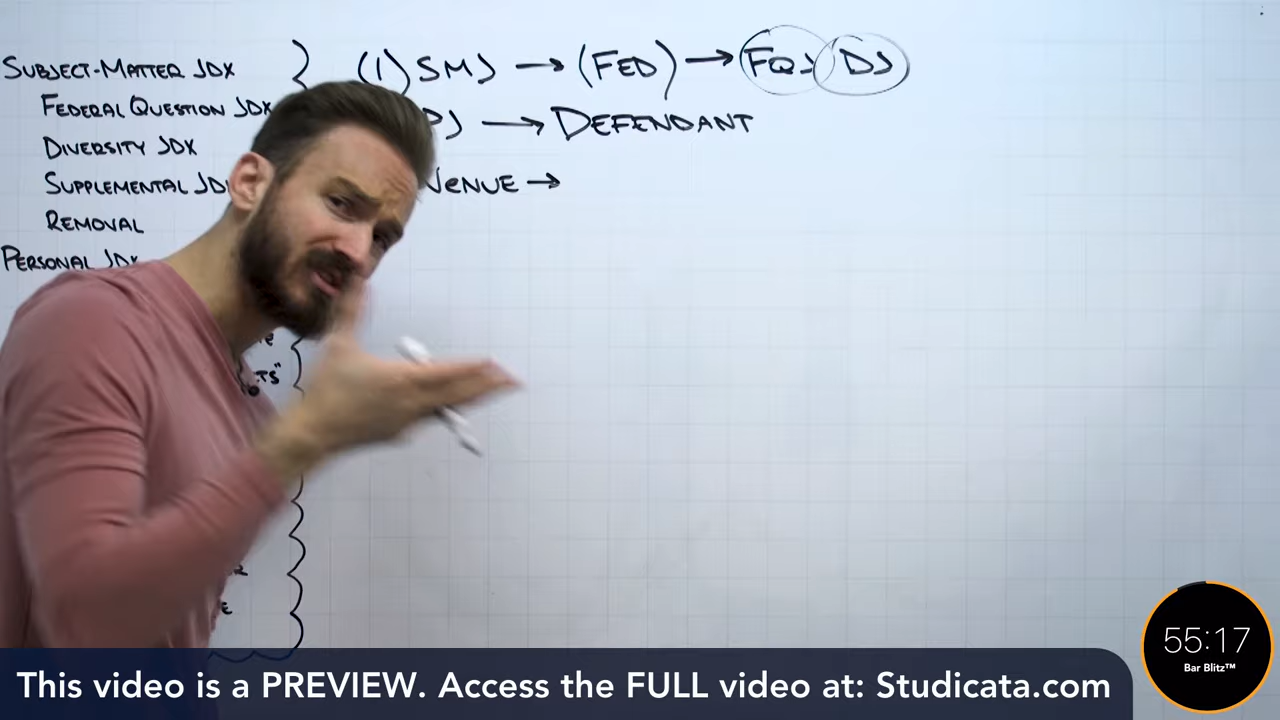 SUBJECT-MATTER JDX
FEDERAL QUESTION JDX
DIVERSITY JDX
SUPPLEMENTAL JD
REMOVAL
PERSONAL JDX
TS"
(1) SMJ → (FED) → FQJ DJ
PJ → DEFENDANT
VENUE →
55:17
Bar Blitz™
This video is a PREVIEW. Access the FULL video at: Studicata.com